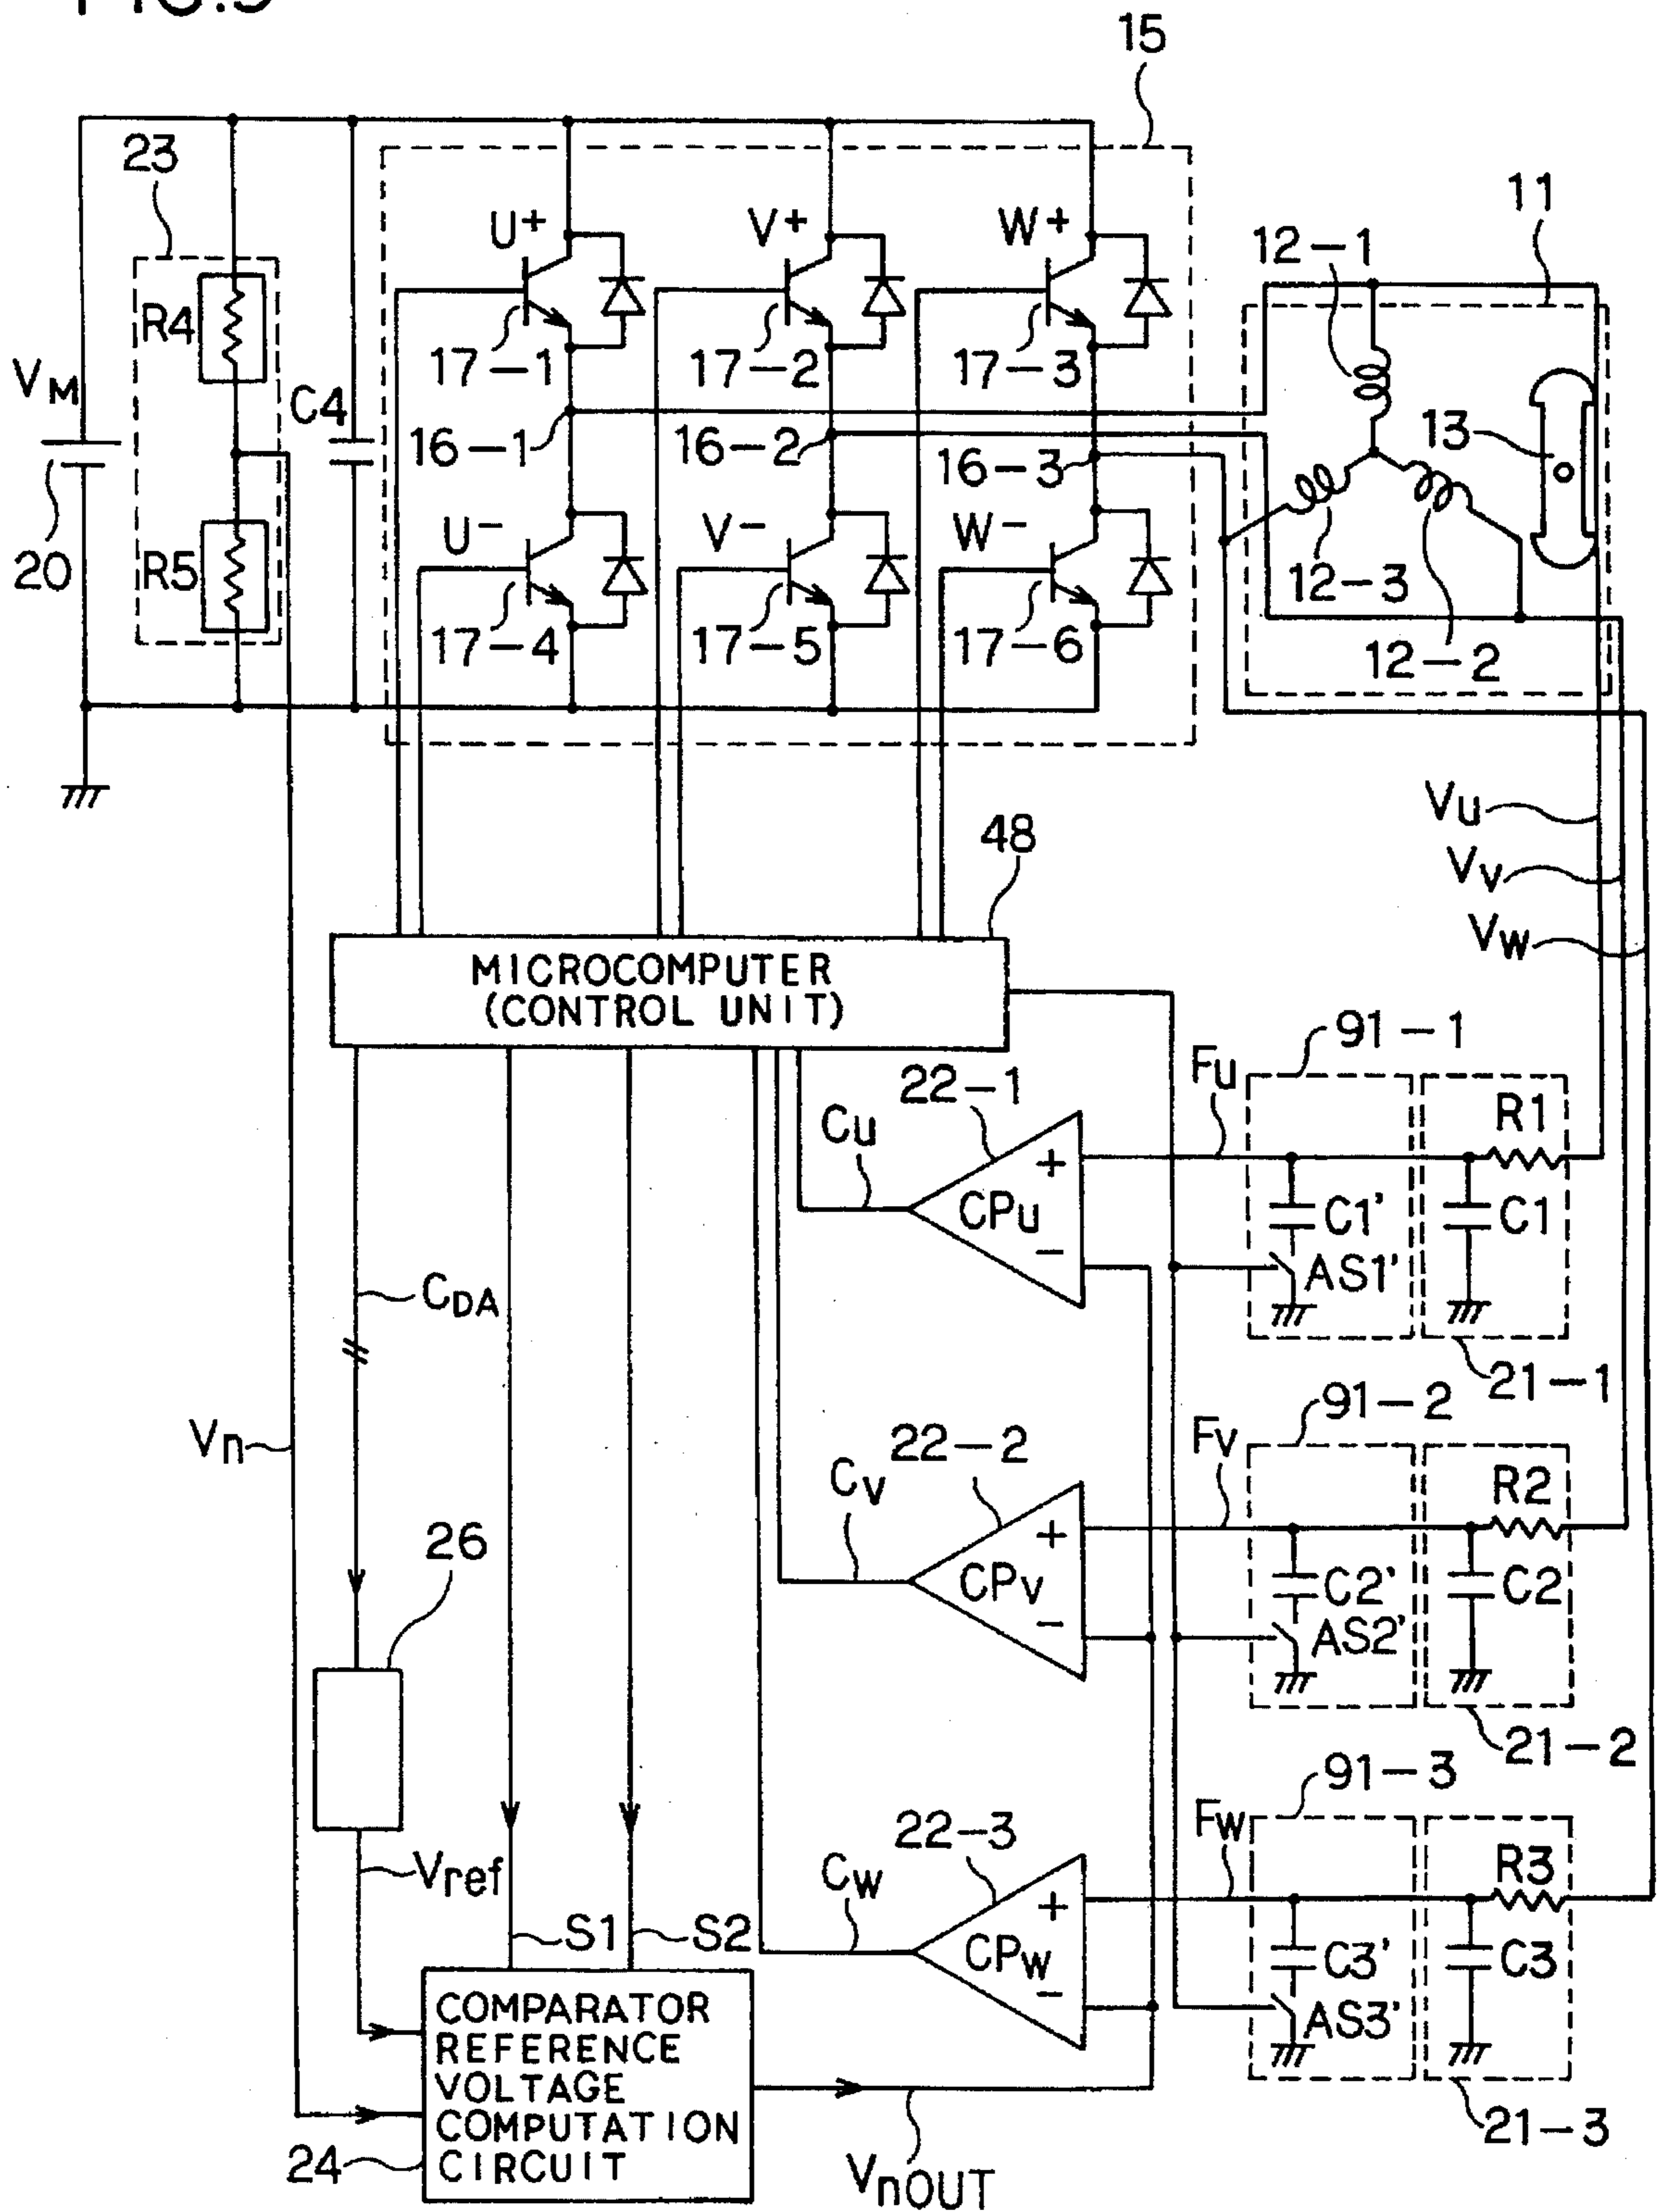 FIG.9
15
23
11
U+
V+
W+
12-1
R4
17-1
17-2
17-3
VM
C4
16-1
16-2
16-3
13
U-
V-
W-
20
R5
12-3
17-4
17-5
17-6
12-2
Vu
48
Vv
Vw
MICROCOMPUTER
(CONTROL UNIT)
91-1
Fu
22-1
R1
Cu
+
CPu
C1'
C1
-
AS1'
CDA
21-1
91-2
Vn
22-2
Fv
Cv
R2
26
+
CPv
C2'
C2
-
AS2'
21-2
91-3
22-3
Fw
Vref
Cw
R3
+
S1
S2
CPw
C3'
C3
-
AS3'
COMPARATOR
REFERENCE
VOLTAGE
COMPUTATION
CIRCUIT
21-3
24
VnOUT